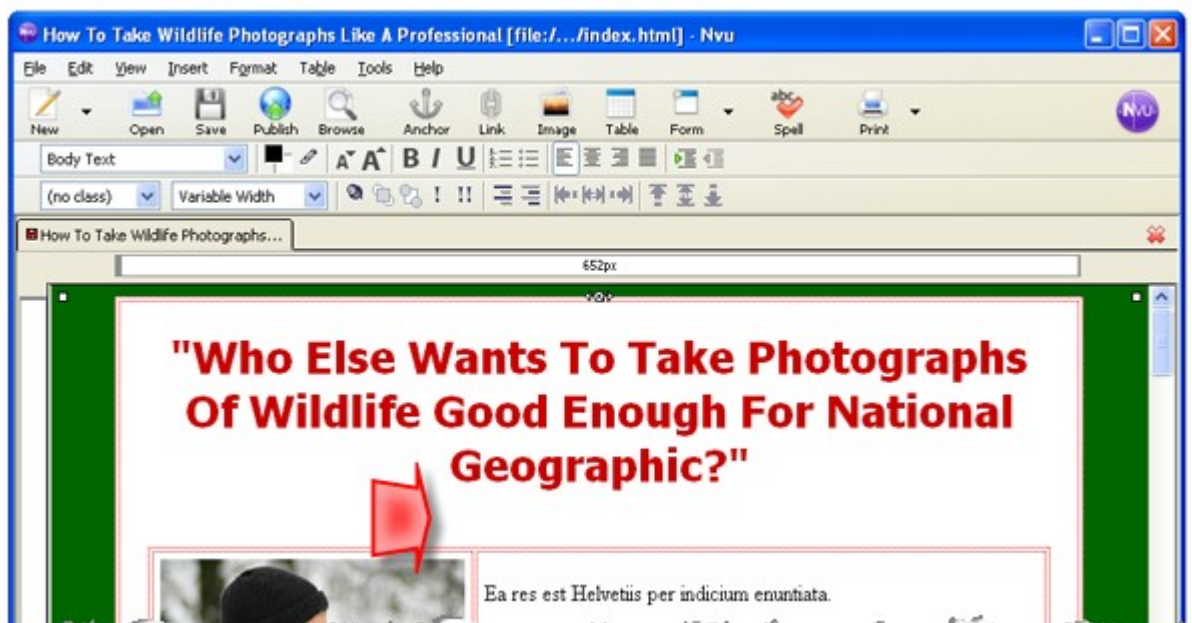 How To Take Wildlife Photographs Like A Professional [file:/.../index.html] - Nvu
File Edit View Insert Format Table Tools Help
New Open Save Publish Browse Anchor Link Image Table Form Spell Print
Body Text
(no class) Variable Width
How To Take Wildlife Photographs...
652px
"Who Else Wants To Take Photographs
Of Wildlife Good Enough For National
Geographic?"
Ea res est Helvetiis per indicium enuntiata.